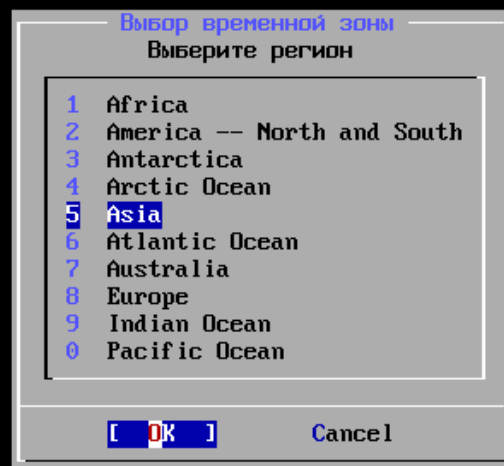 Выбор временной зоны
Выберите регион
1 Africa
2 America -- North and South
3 Antarctica
4 Arctic Ocean
5 Asia
6 Atlantic Ocean
7 Australia
8 Europe
9 Indian Ocean
0 Pacific Ocean
[ OK ] Cancel